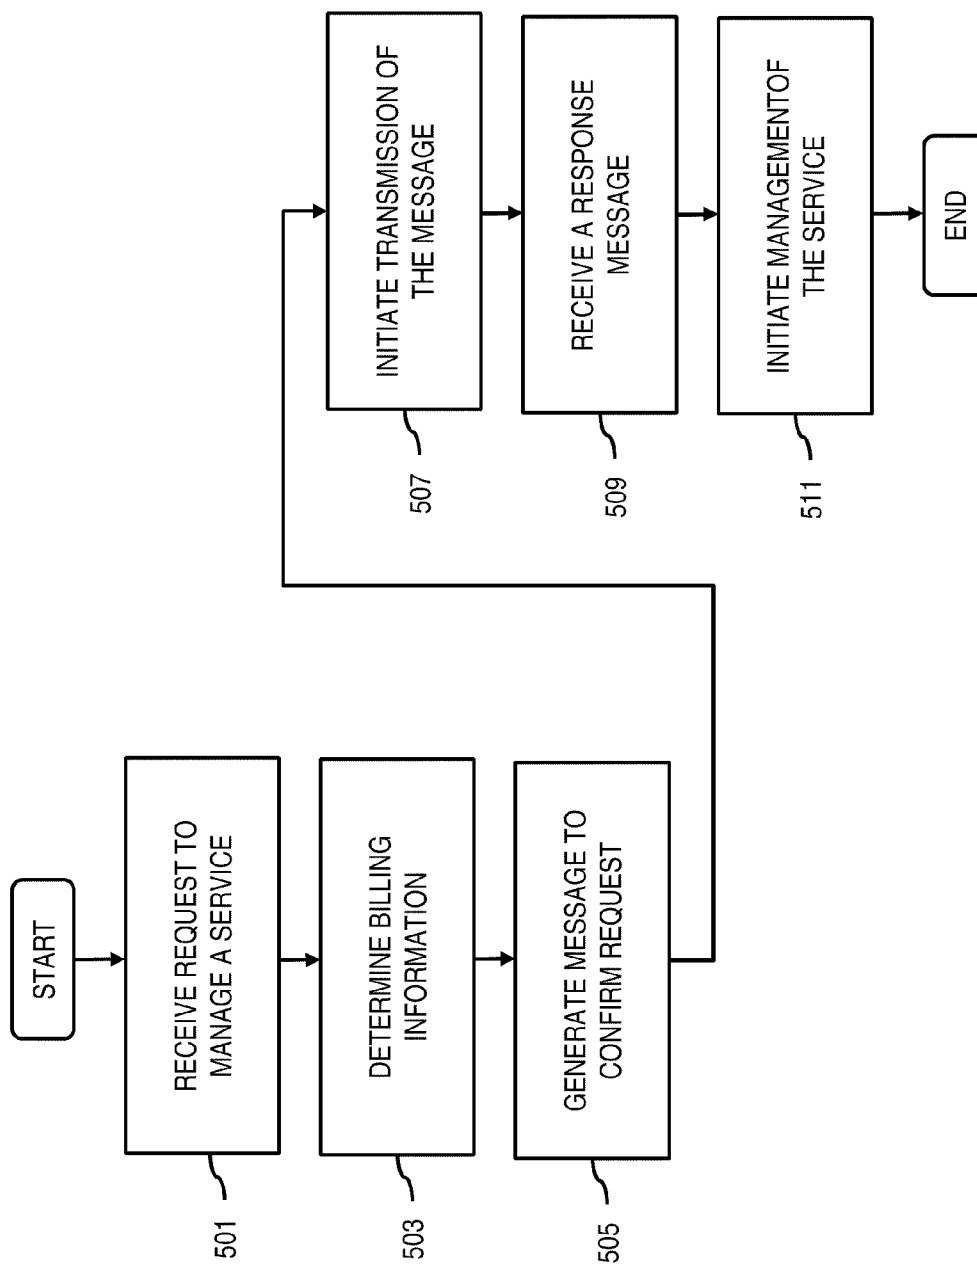 START
501
RECEIVE REQUEST TO
MANAGE A SERVICE
503
DETERMINE BILLING
INFORMATION
505
GENERATE MESSAGE TO
CONFIRM REQUEST
507
INITIATE TRANSMISSION OF
THE MESSAGE
509
RECEIVE A RESPONSE
MESSAGE
511
INITIATE MANAGEMENTOF
THE SERVICE
END